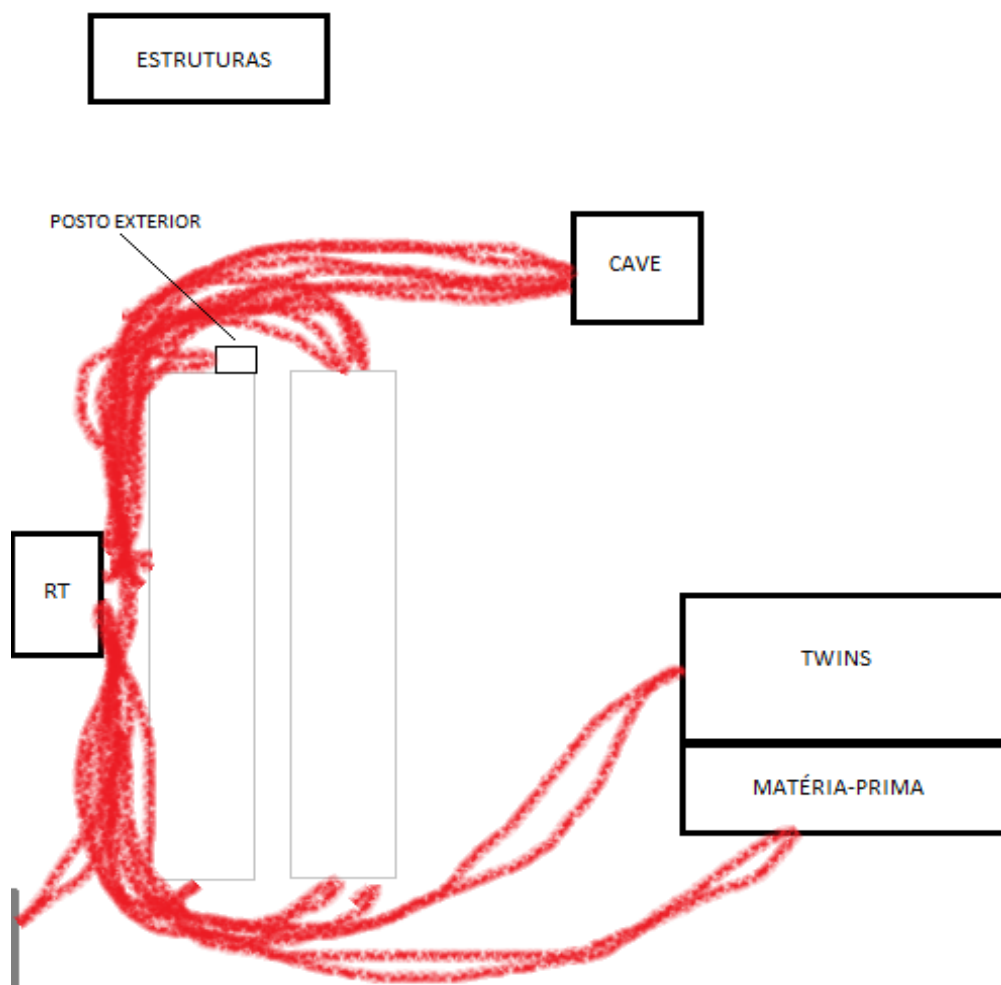 ESTRUTURAS
POSTO EXTERIOR
CAVE
RT
TWINS
MATÉRIA-PRIMA